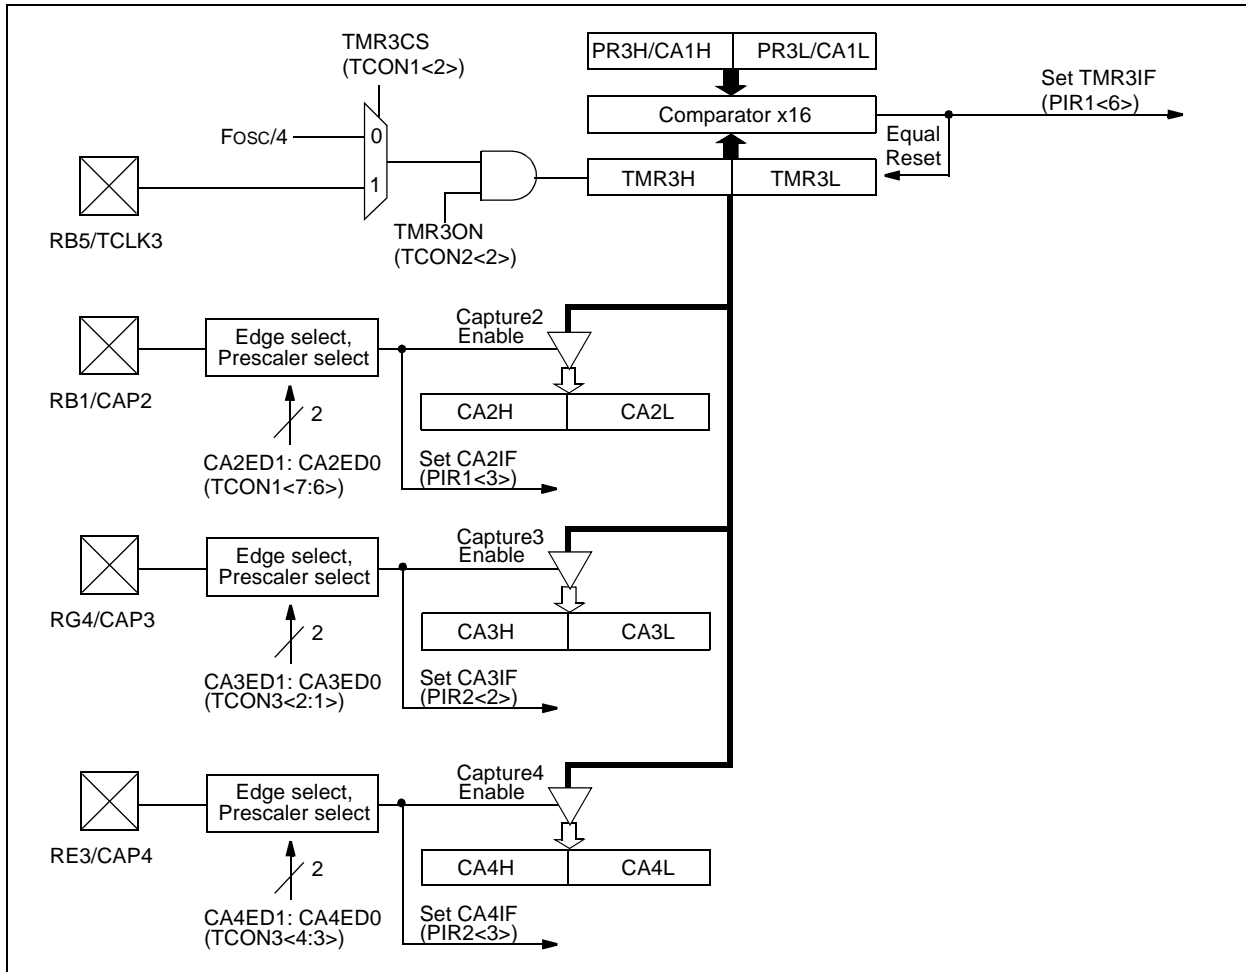 TMR3CS
(TCON1<2>)
PR3H/CA1H
PR3L/CA1L
Set TMR3IF
(PIR1<6>)
Comparator x16
FOSC/4
0
1
Equal
Reset
TMR3H
TMR3L
RB5/TCLK3
TMR3ON
(TCON2<2>)
Capture2
Enable
Edge select,
Prescaler select
RB1/CAP2
2
CA2H
CA2L
CA2ED1: CA2ED0
(TCON1<7:6>)
Set CA2IF
(PIR1<3>)
Capture3
Enable
Edge select,
Prescaler select
RG4/CAP3
2
CA3H
CA3L
CA3ED1: CA3ED0
(TCON3<2:1>)
Set CA3IF
(PIR2<2>)
Capture4
Enable
Edge select,
Prescaler select
RE3/CAP4
2
CA4H
CA4L
CA4ED1: CA4ED0
(TCON3<4:3>)
Set CA4IF
(PIR2<3>)